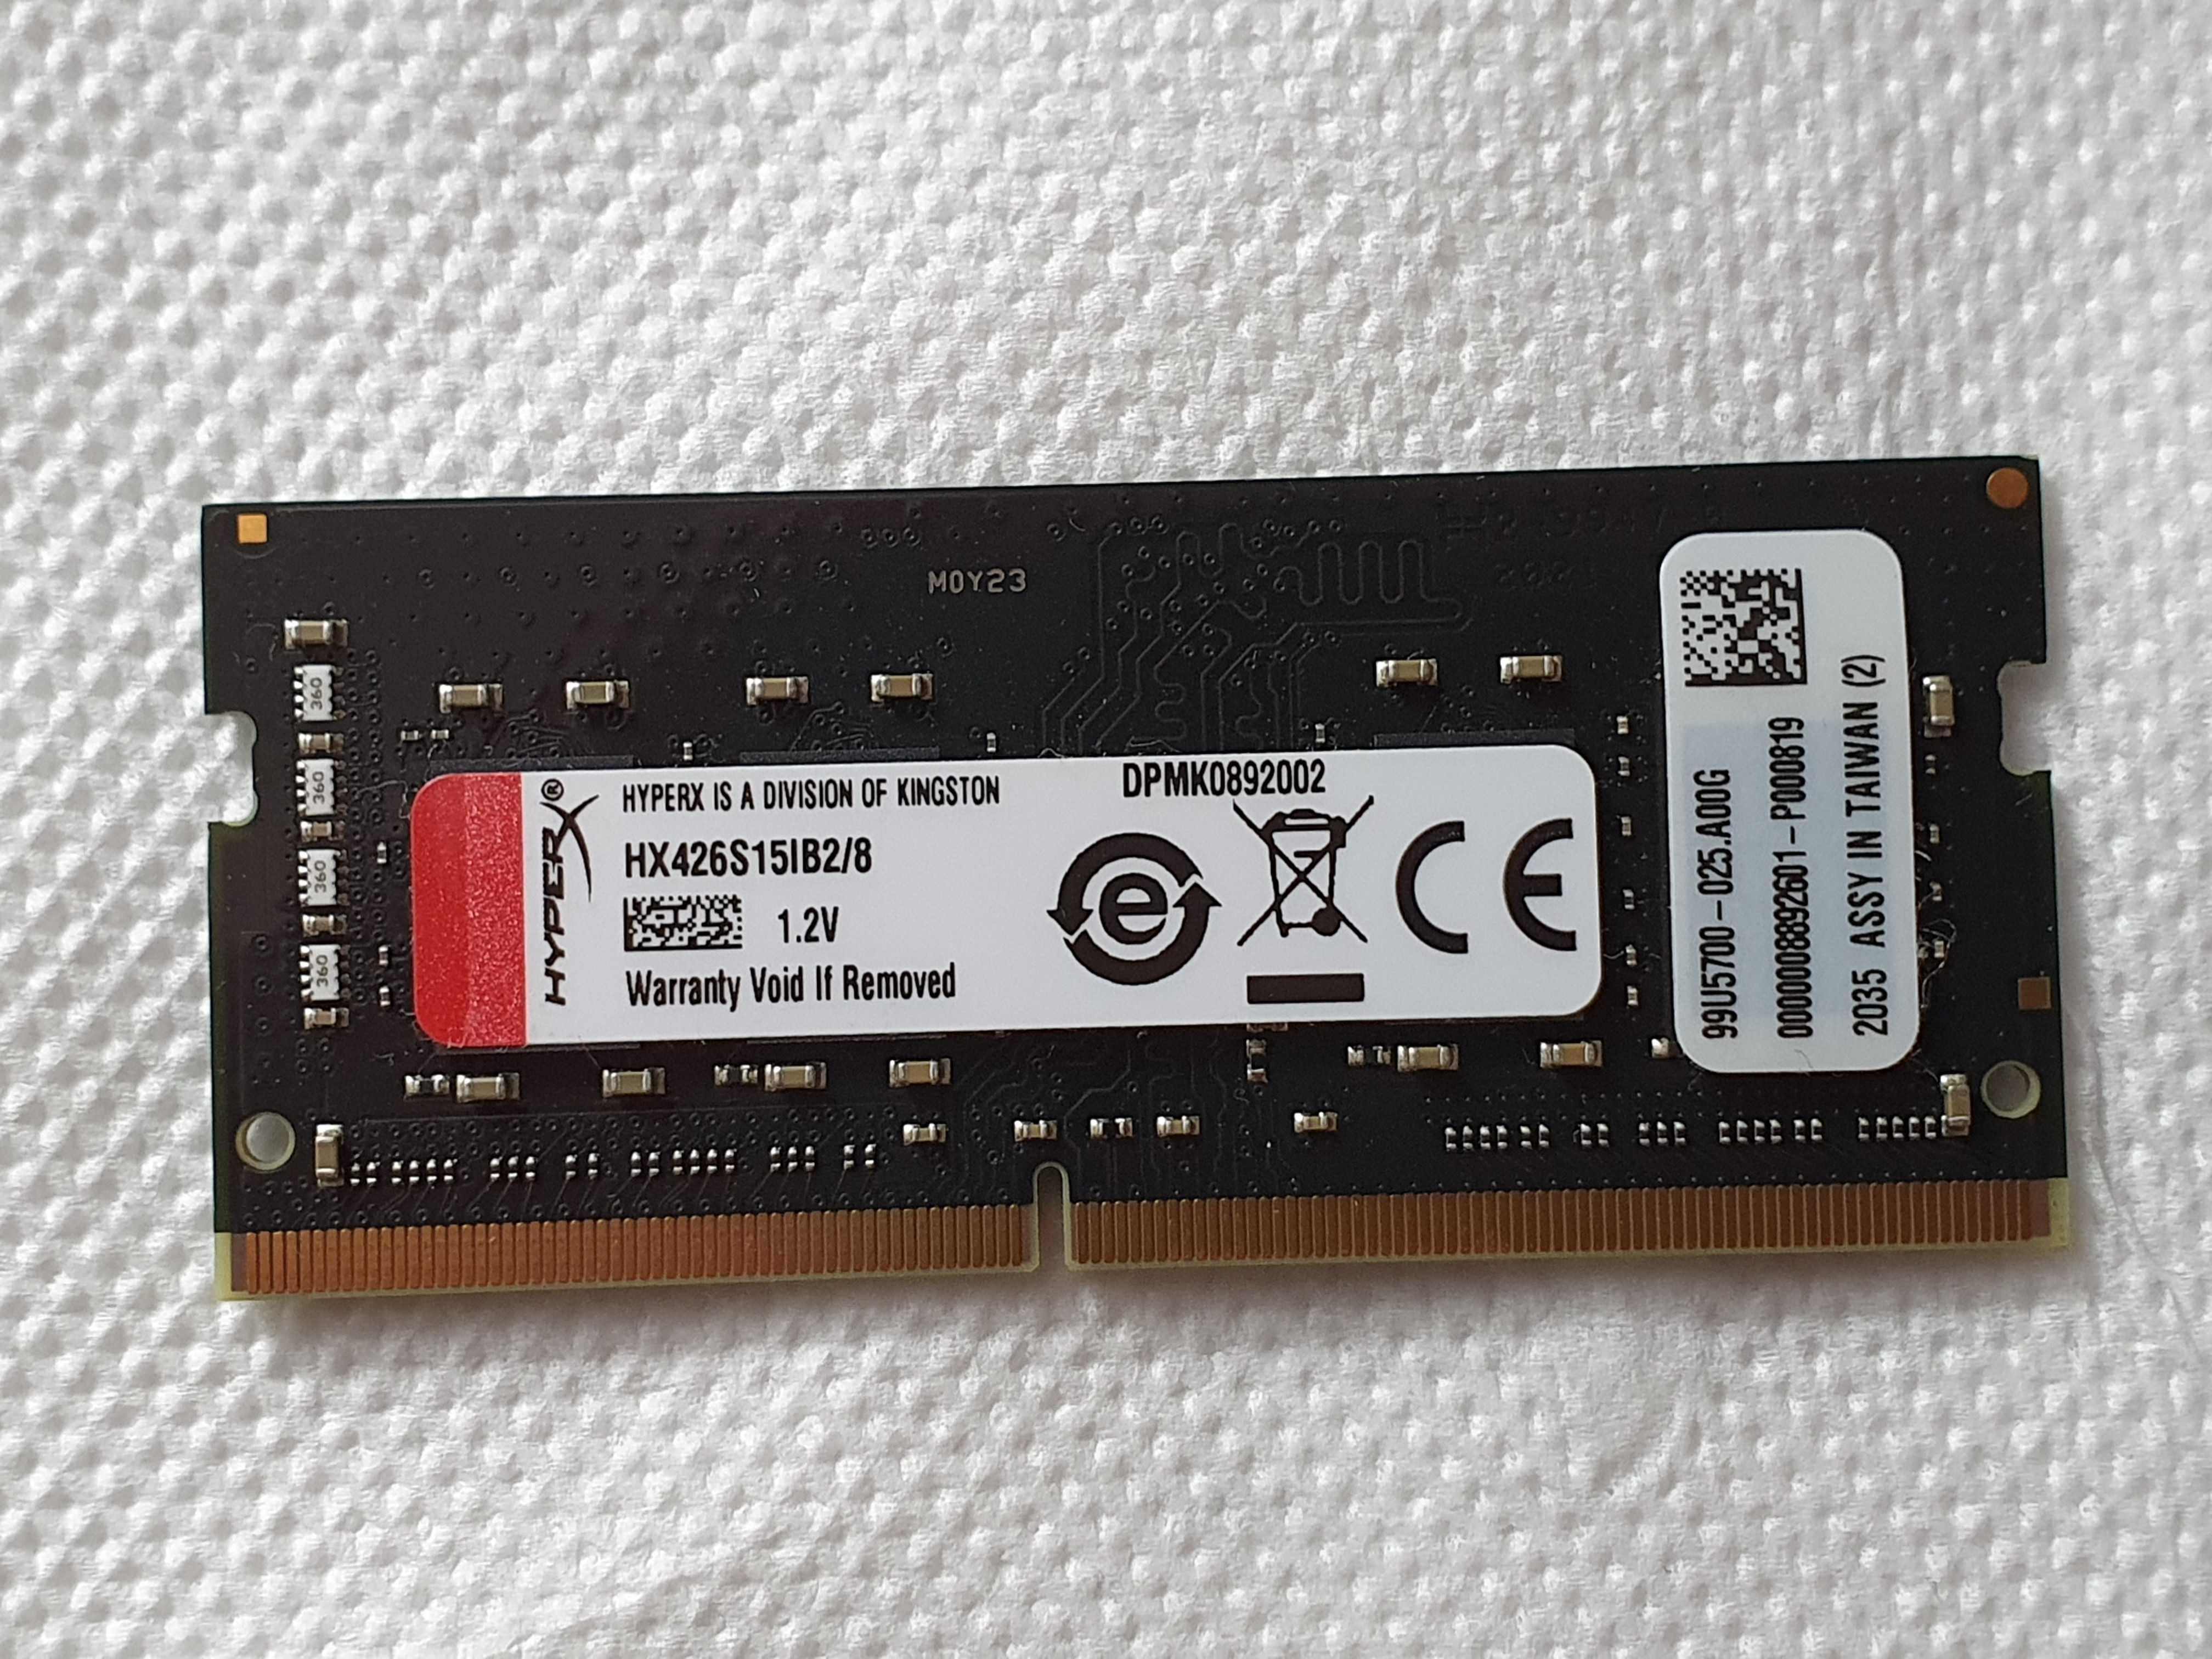 M0Y23
360
360
360
360
HYPERX®
HYPERX IS A DIVISION OF KINGSTON
DPMK0892002
HX426S15IB2/8
1.2V
Warranty Void If Removed
e
CE
99U5700-025.A00G
0000008892601-P000819
2035 ASSY IN TAIWAN (2)